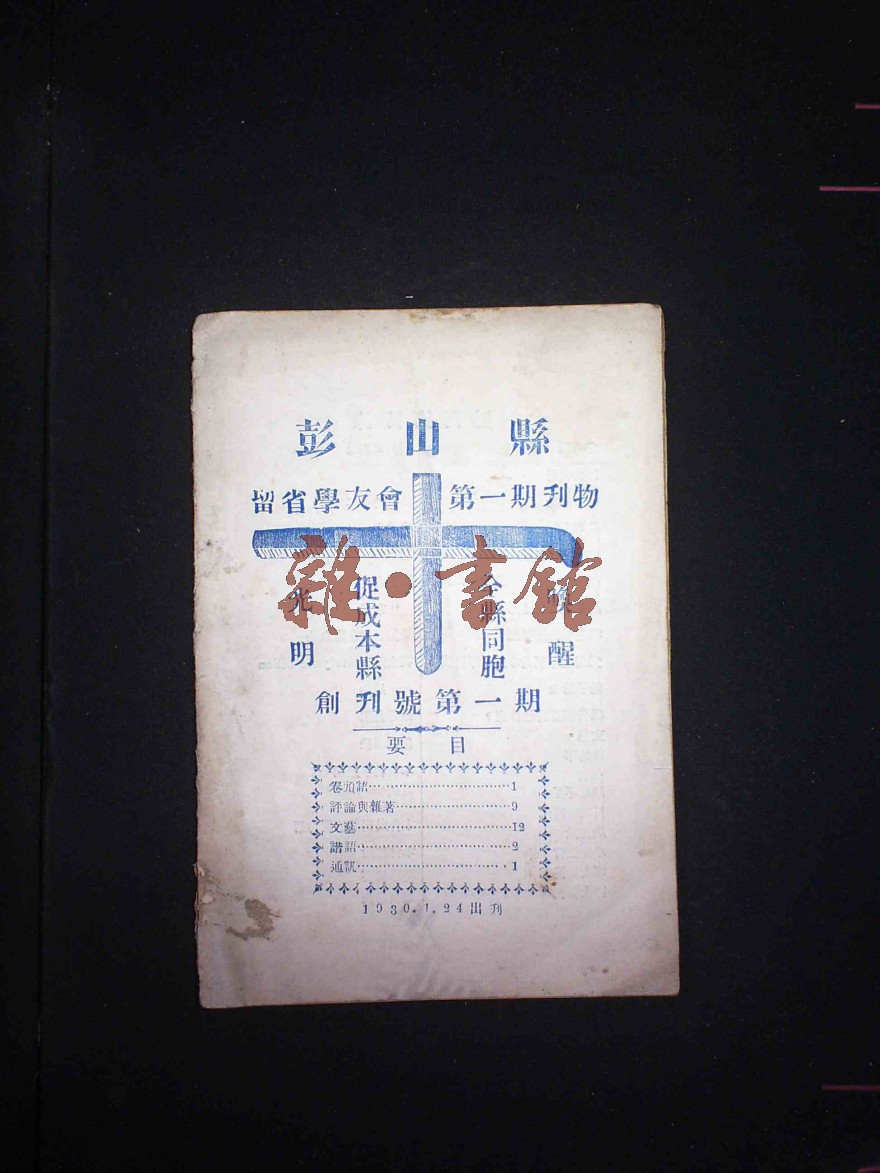 彭山縣
留省學友會 第一期刊物
喚醒
全縣同胞
促成本縣
光明
創刊號第一期
要目
卷頭語…………………………1
評論與雜著……………………9
文藝……………………………12
諧語……………………………2
通訊……………………………1
1930.1.24出刊
雜·書館